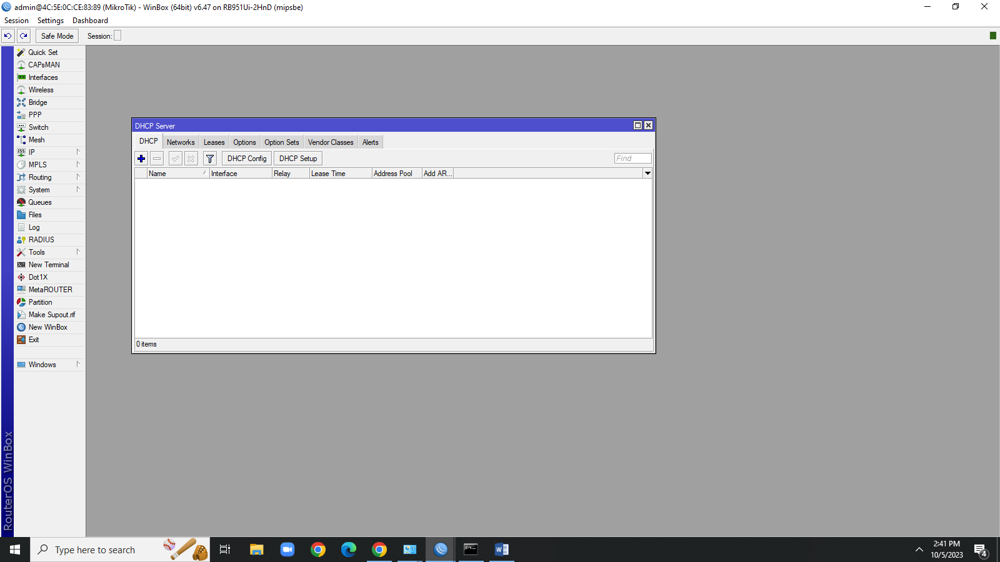 admin@4C:5E:0C:CE:83:89 (MikroTik) - WinBox (64bit) v6.47 on RB951Ui-2HnD (mipsbe)
Session Settings Dashboard
Safe Mode Session:
Quick Set
CAPsMAN
Interfaces
Wireless
Bridge
PPP
Switch
Mesh
255 IP
MPLS
Routing
System
Queues
Files
Log
RADIUS
Tools
New Terminal
Dot1X
MetaROUTER
Partition
Make Supout.rif
New WinBox
Exit
Windows
RouterOS WinBox
DHCP Server
DHCP Networks Leases Options Option Sets Vendor Classes Alerts
DHCP Config DHCP Setup Find
Name Interface Relay Lease Time Address Pool Add AR...
0 items
Type here to search
2:41 PM
10/5/2023
4